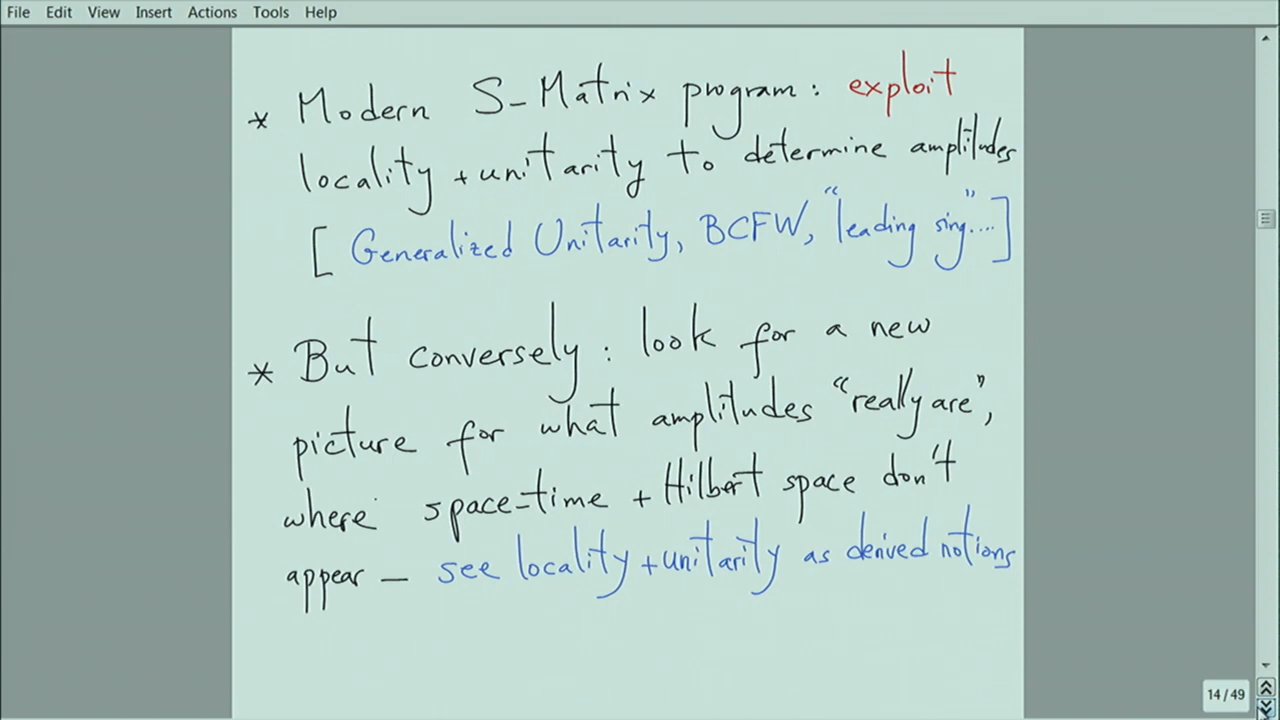 File Edit View Insert Actions Tools Help
* Modern S-Matrix program: exploit
locality + unitarity to determine amplitudes
[ Generalized Unitarity, BCFW, "leading sing"....]
* But conversely: look for a new
picture for what amplitudes "really are",
where space-time + Hilbert space don't
appear — see locality + unitarity as derived notions
14 / 49